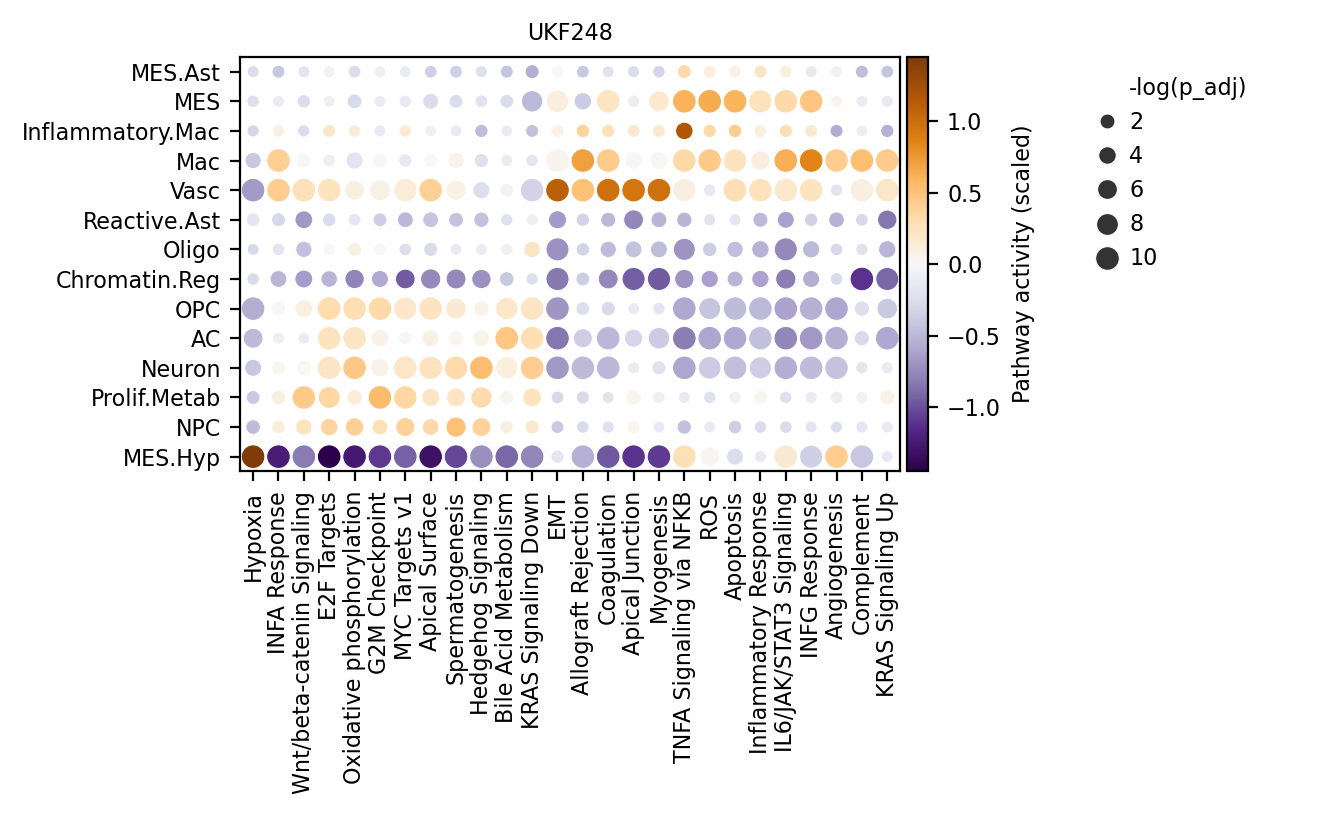 UKF248
MES.Ast
MES
Inflammatory.Mac
Mac
Vasc
Reactive.Ast
Oligo
Chromatin.Reg
OPC
AC
Neuron
Prolif.Metab
NPC
MES.Hyp
Hypoxia
INFA Response
Wnt/beta-catenin Signaling
E2F Targets
Oxidative phosphorylation
G2M Checkpoint
MYC Targets v1
Apical Surface
Spermatogenesis
Hedgehog Signaling
Bile Acid Metabolism
KRAS Signaling Down
EMT
Allograft Rejection
Coagulation
Apical Junction
Myogenesis
TNFA Signaling via NFKB
ROS
Apoptosis
Inflammatory Response
IL6/JAK/STAT3 Signaling
INFG Response
Angiogenesis
Complement
KRAS Signaling Up
1.0
0.5
0.0
−0.5
−1.0
Pathway activity (scaled)
-log(p_adj)
2
4
6
8
10